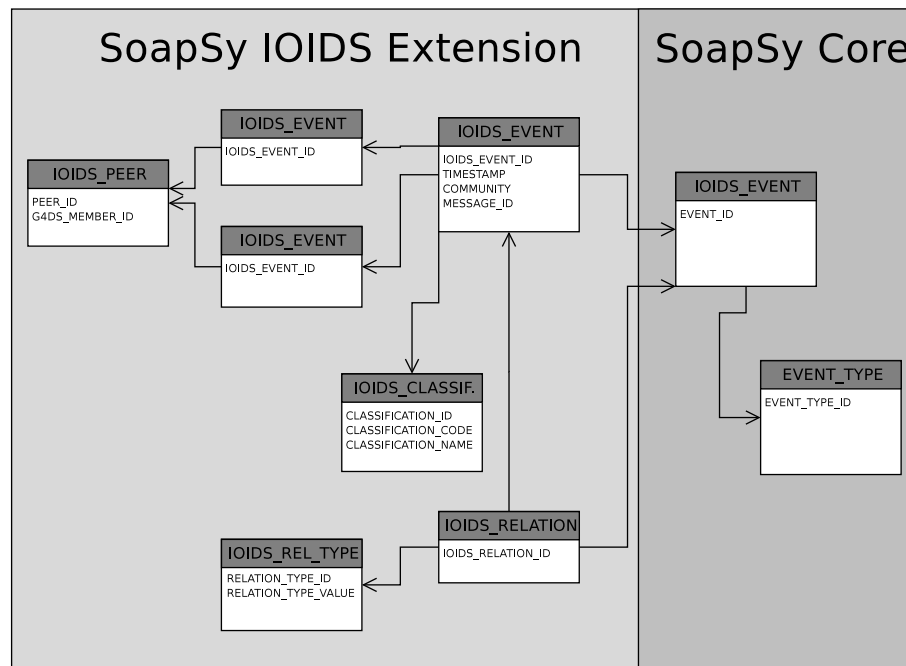 SoapSy IOIDS Extension
SoapSy Core
IOIDS_EVENT
IOIDS_EVENT_ID
IOIDS_EVENT
IOIDS_EVENT_ID
TIMESTAMP
COMMUNITY
MESSAGE_ID
IOIDS_PEER
PEER_ID
G4DS_MEMBER_ID
IOIDS_EVENT
EVENT_ID
IOIDS_EVENT
IOIDS_EVENT_ID
IOIDS_CLASSIF.
CLASSIFICATION_ID
CLASSIFICATION_CODE
CLASSIFICATION_NAME
EVENT_TYPE
EVENT_TYPE_ID
IOIDS_RELATION
IOIDS_RELATION_ID
IOIDS_REL_TYPE
RELATION_TYPE_ID
RELATION_TYPE_VALUE